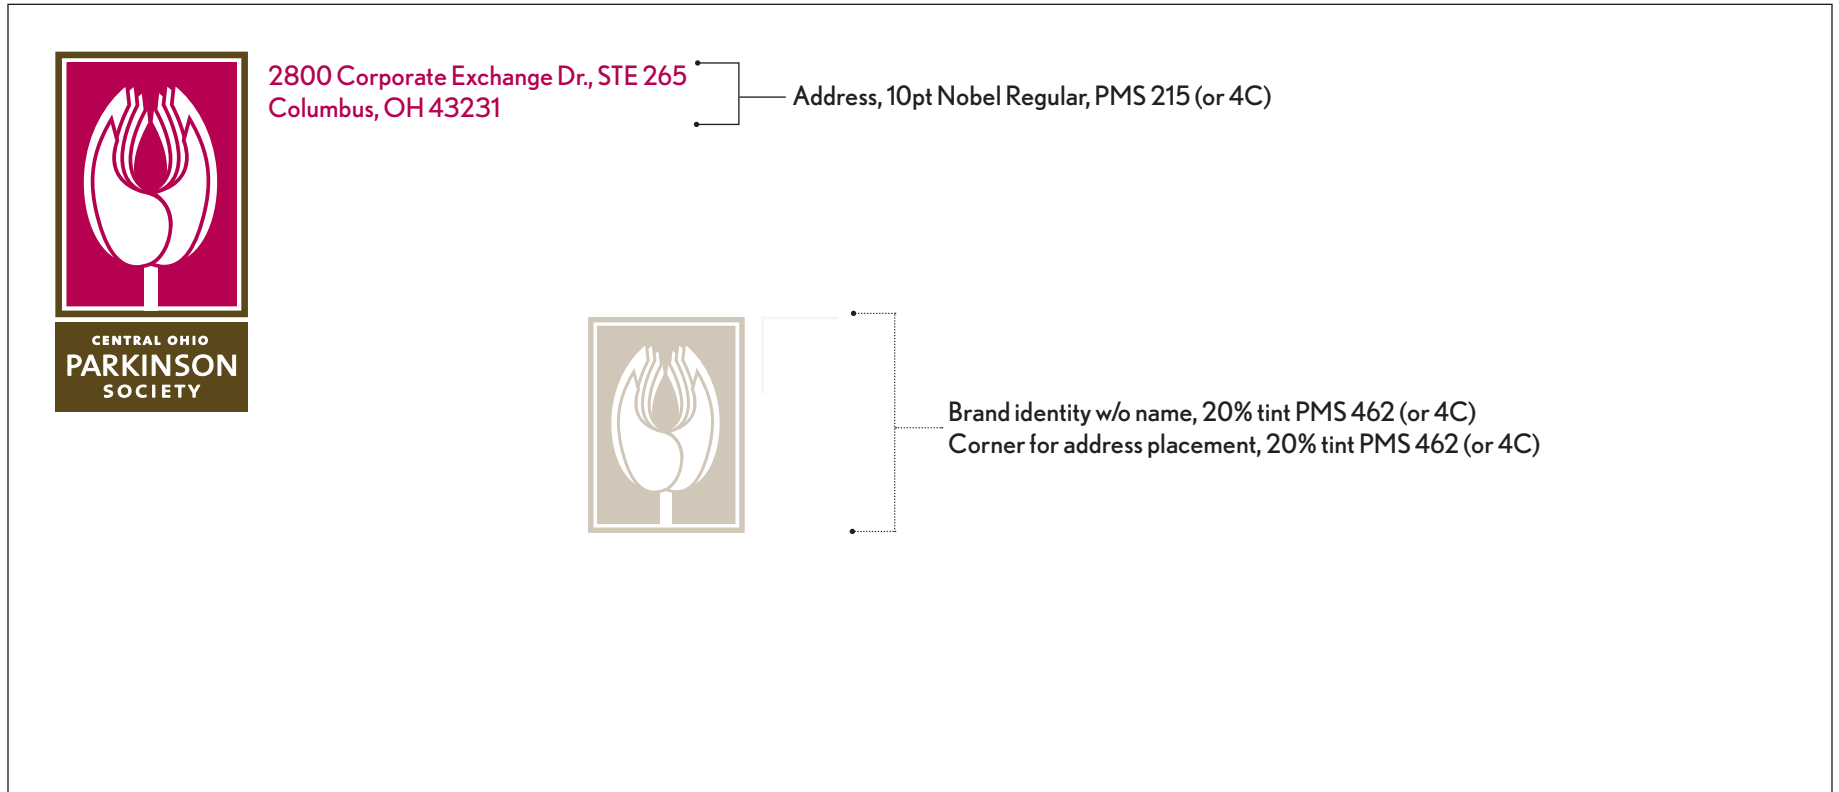 2800 Corporate Exchange Dr., STE 265
Columbus, OH 43231
Address, 10pt Nobel Regular, PMS 215 (or 4C)
CENTRAL OHIO
PARKINSON
SOCIETY
Brand identity w/o name, 20% tint PMS 462 (or 4C)
Corner for address placement, 20% tint PMS 462 (or 4C)